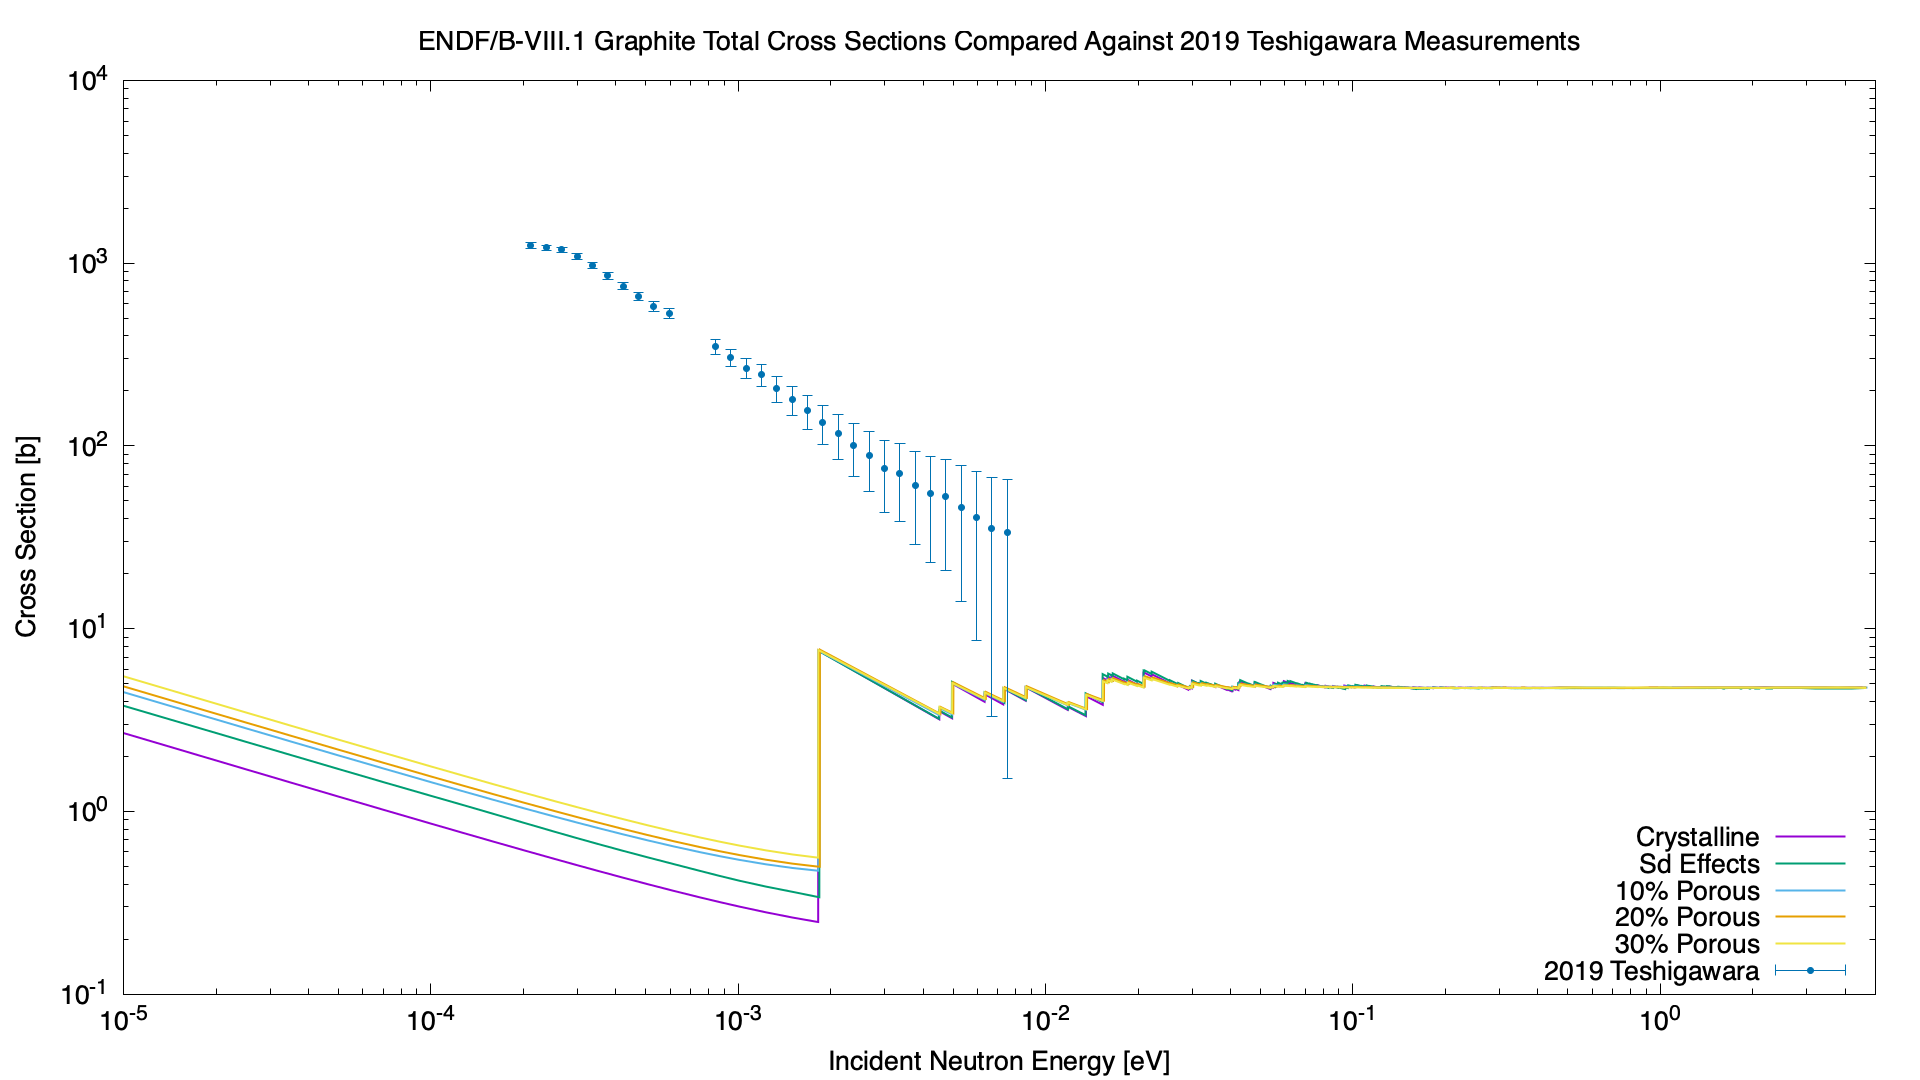 ENDF/B-VIII.1 Graphite Total Cross Sections Compared Against 2019 Teshigawara Measurements
10^4
10^3
10^2
10^1
10^0
10^-1
Cross Section [b]
Crystalline
Sd Effects
10% Porous
20% Porous
30% Porous
2019 Teshigawara
10^-5 10^-4 10^-3 10^-2 10^-1 10^0
Incident Neutron Energy [eV]